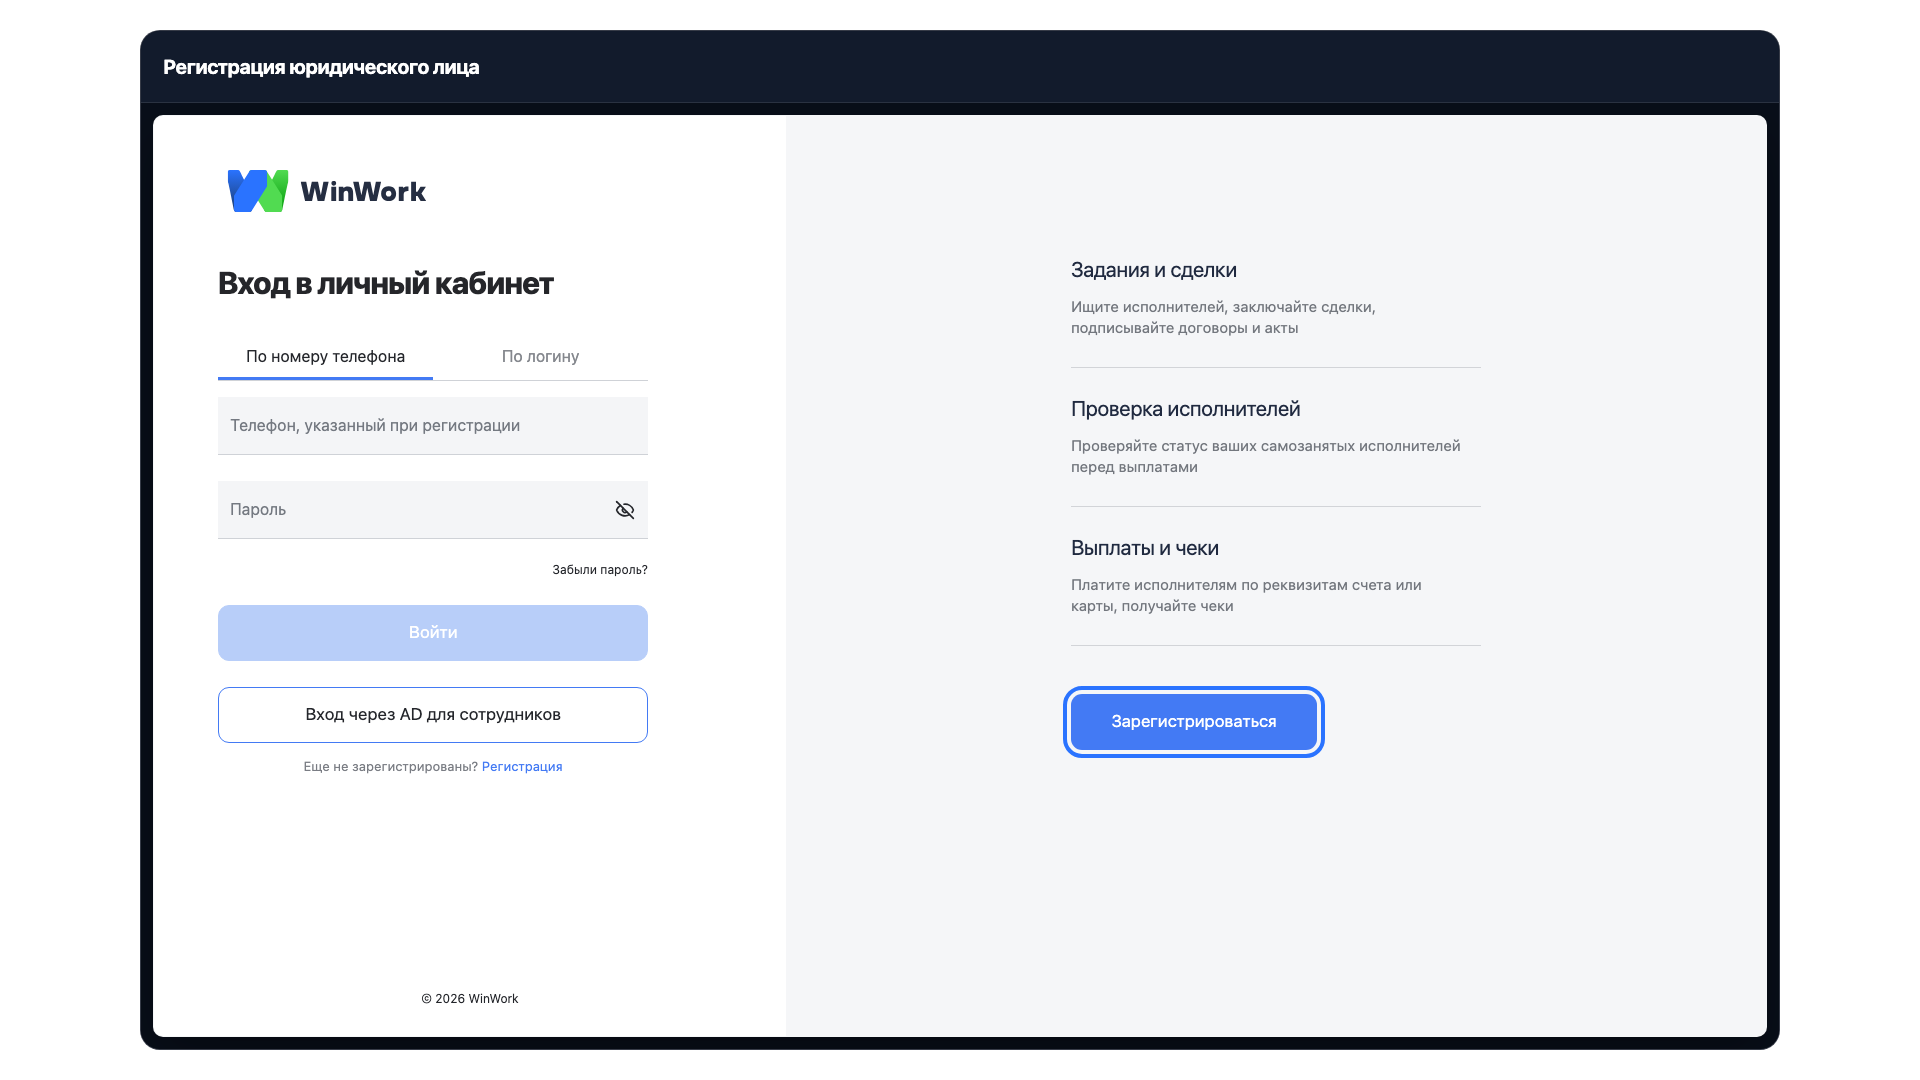 Регистрация юридического лица
WinWork
Вход в личный кабинет
По номеру телефона
По логину
Телефон, указанный при регистрации
Пароль
Забыли пароль?
Войти
Вход через AD для сотрудников
Еще не зарегистрированы? Регистрация
© 2026 WinWork
Задания и сделки
Ищите исполнителей, заключайте сделки,
подписывайте договоры и акты
Проверка исполнителей
Проверяйте статус ваших самозанятых исполнителей
перед выплатами
Выплаты и чеки
Платите исполнителям по реквизитам счета или
карты, получайте чеки
Зарегистрироваться